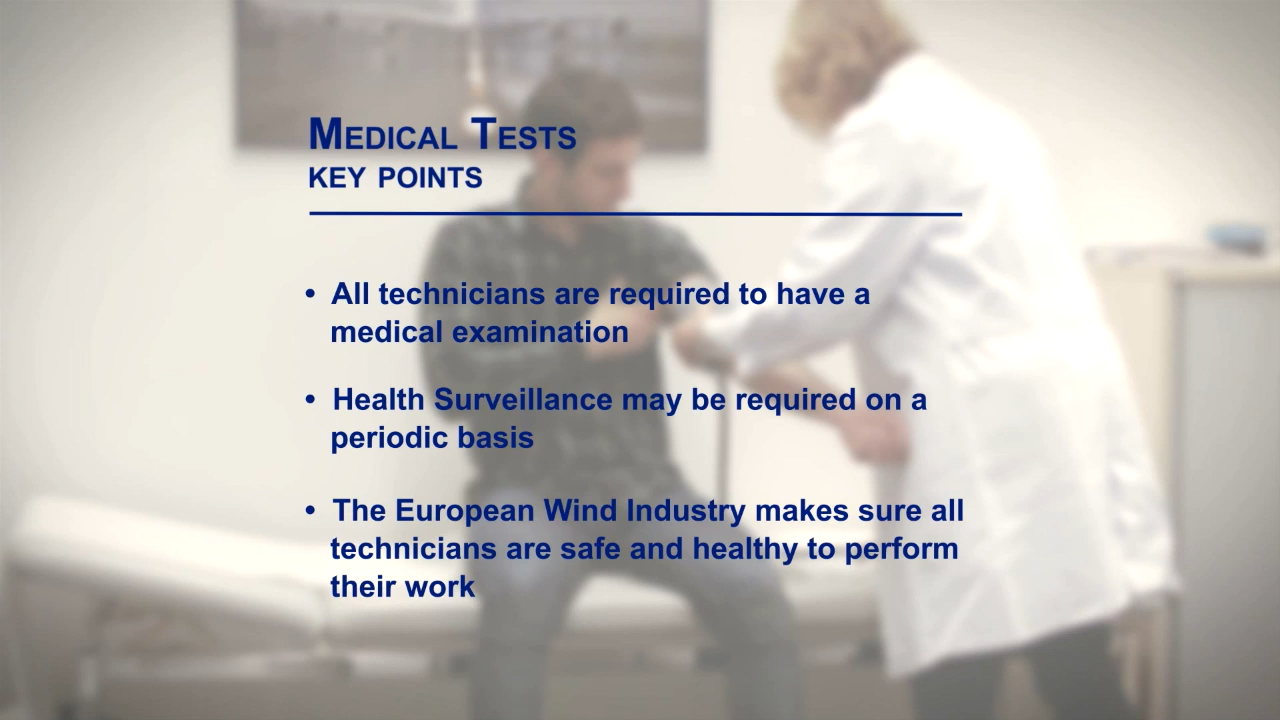 MEDICAL TESTS
KEY POINTS
• All technicians are required to have a
medical examination
• Health Surveillance may be required on a
periodic basis
• The European Wind Industry makes sure all
technicians are safe and healthy to perform
their work